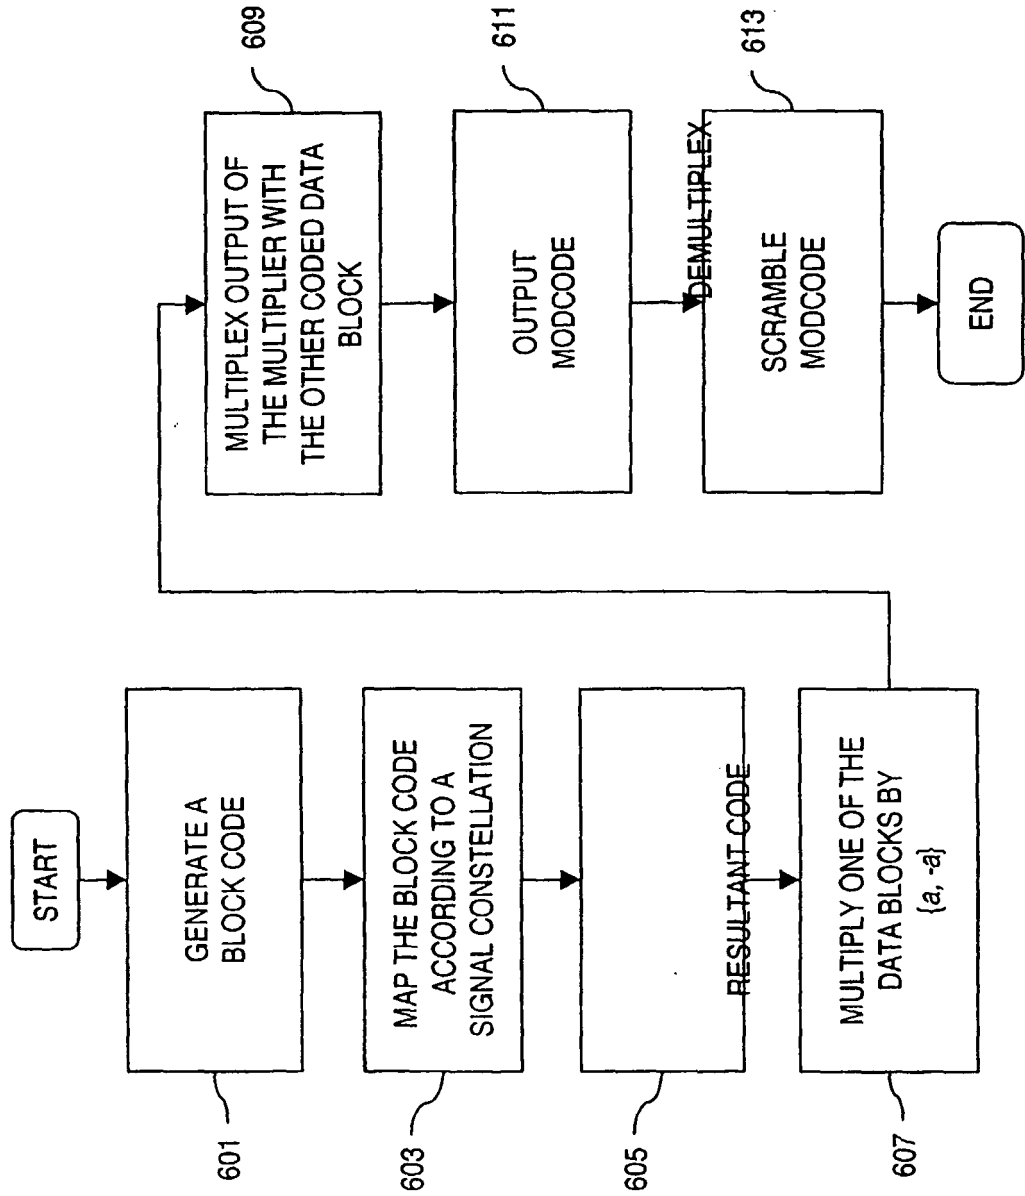 START
GENERATE A
BLOCK CODE
601
MAP THE BLOCK CODE
ACCORDING TO A
SIGNAL CONSTELLATION
603
RESULTANT CODE
605
MULTIPLY ONE OF THE
DATA BLOCKS BY
{a, -a}
607
MULTIPLEX OUTPUT OF
THE MULTIPLIER WITH
THE OTHER CODED DATA
BLOCK
609
OUTPUT
MODCODE
611
DEMULTIPLEX
SCRAMBLE
MODCODE
613
END